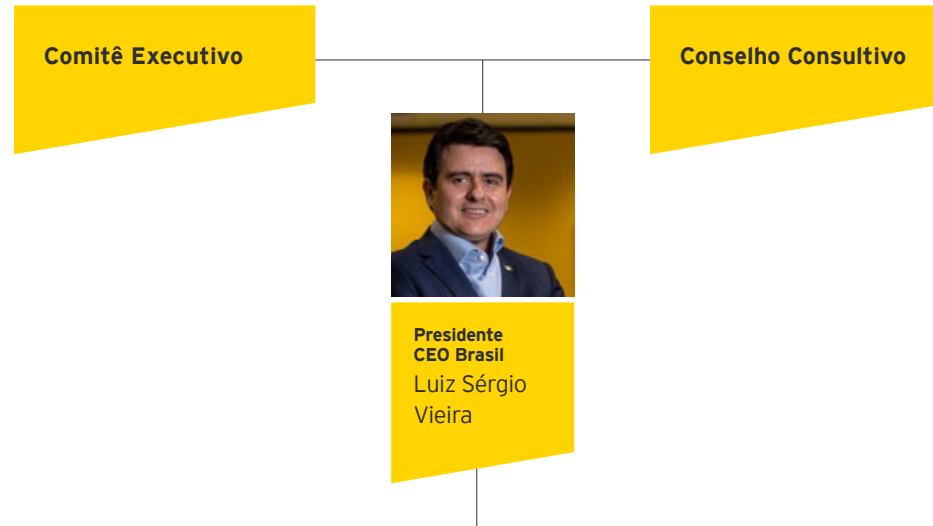 Comitê Executivo
Conselho Consultivo
Presidente
CEO Brasil
Luiz Sérgio
Vieira